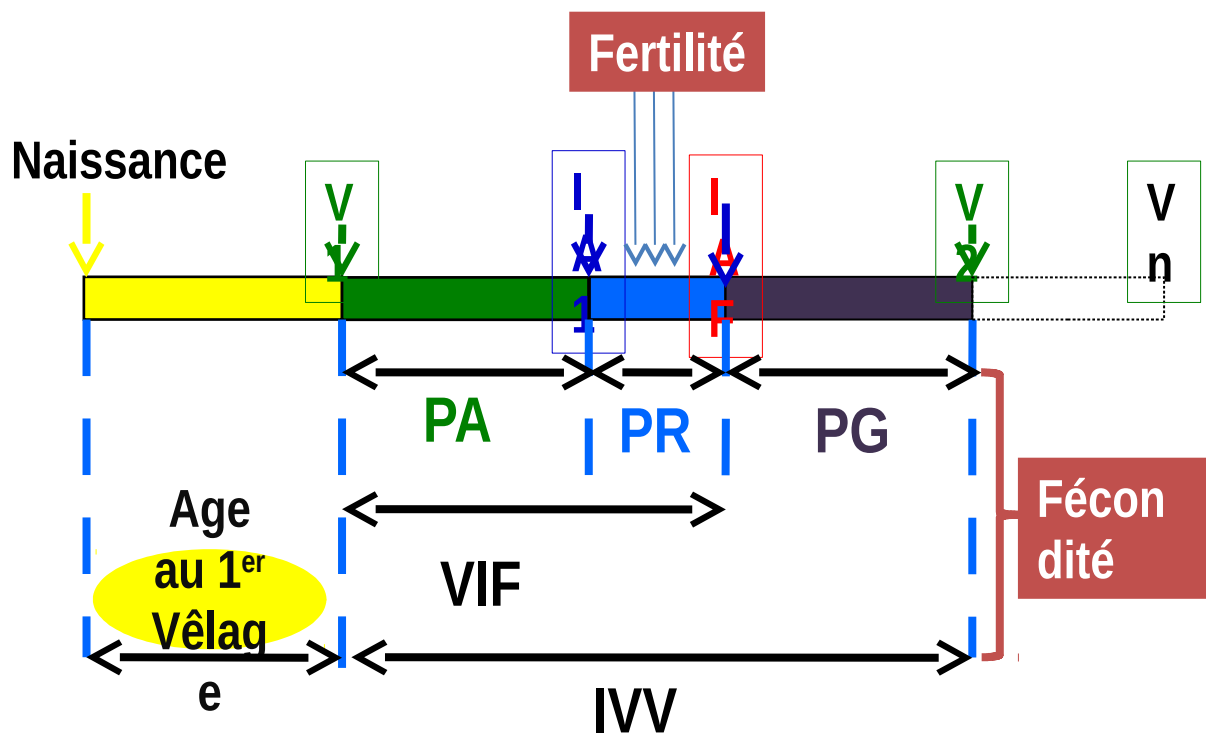 Fertilité
Naissance
V
1
I
A
1
I
A
F
V
2
V
n
PA
PR
PG
Age
au 1er
Vêlag
e
VIF
IVV
Fécon
dité